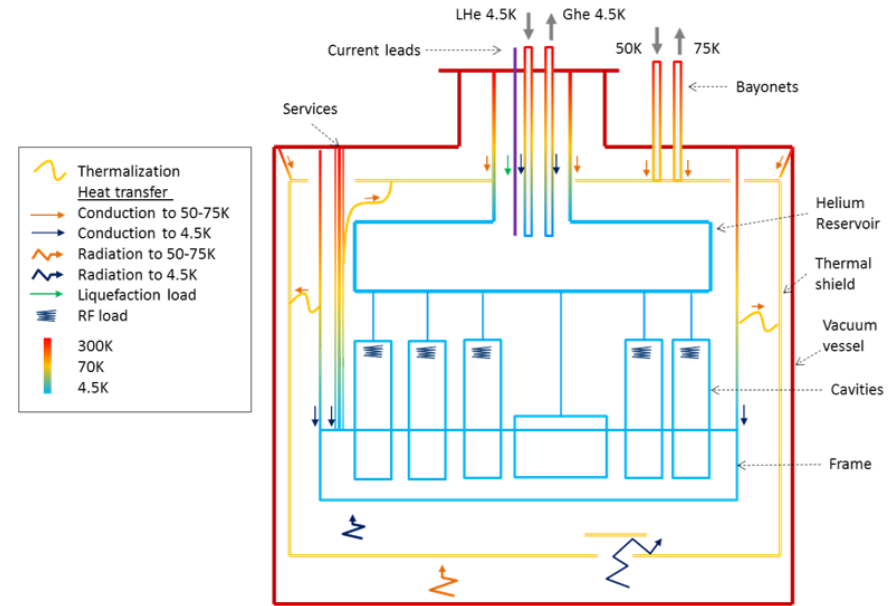 LHe 4.5K
Ghe 4.5K
Current leads
50K
75K
Bayonets
Services
Thermalization
Heat transfer
Conduction to 50-75K
Conduction to 4.5K
Radiation to 50-75K
Radiation to 4.5K
Liquefaction load
RF load
300K
70K
4.5K
Helium
Reservoir
Thermal
shield
Vacuum
vessel
Cavities
Frame